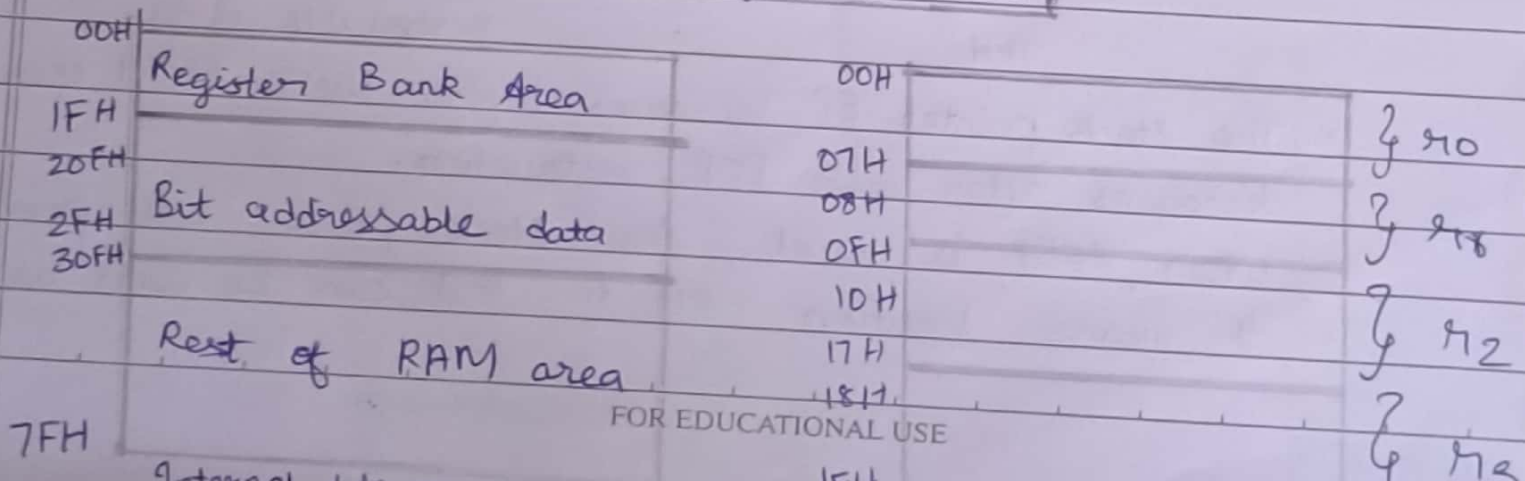 00H
Register Bank Area
1FH
20FH
Bit addressable data
2FH
30FH
Rest of RAM area
7FH
00H
07H
08H
0FH
10H
17H
18H
} r0
}
} r2
}
FOR EDUCATIONAL USE